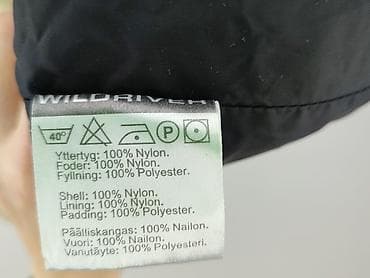 WILDRIVER
40°
P
Yttertyg: 100% Nylon.
Foder: 100% Nylon.
Fyllning: 100% Polyester.
Shell: 100% Nylon.
Lining: 100% Nylon.
Padding: 100% Polyester.
Päälliskangas: 100% Nailon.
Vuori: 100% Nailon.
Vanutäyte: 100% Polyesteri.